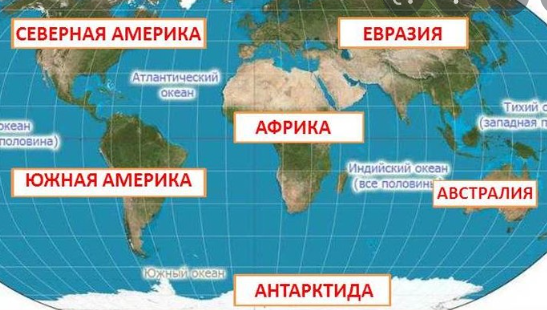 СЕВЕРНАЯ АМЕРИКА
ЕВРАЗИЯ
Атлантический
океан
Тихий
(западная
океан
половина)
АФРИКА
Индийский океан
(все половины
ЮЖНАЯ АМЕРИКА
АВСТРАЛИЯ
Южный океан
АНТАРКТИДА